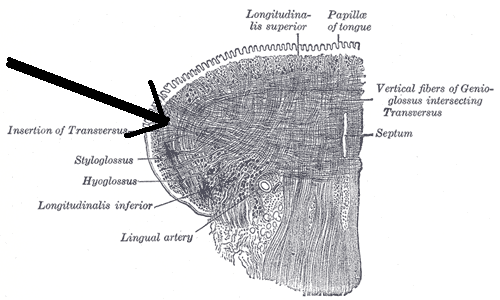 Longitudina-
lis superior
Papillæ
of tongue
Vertical fibers of Genio-
glossus intersecting
Transversus
Insertion of Transversus
Septum
Styloglossus
Hyoglossus
Longitudinalis inferior
Lingual artery